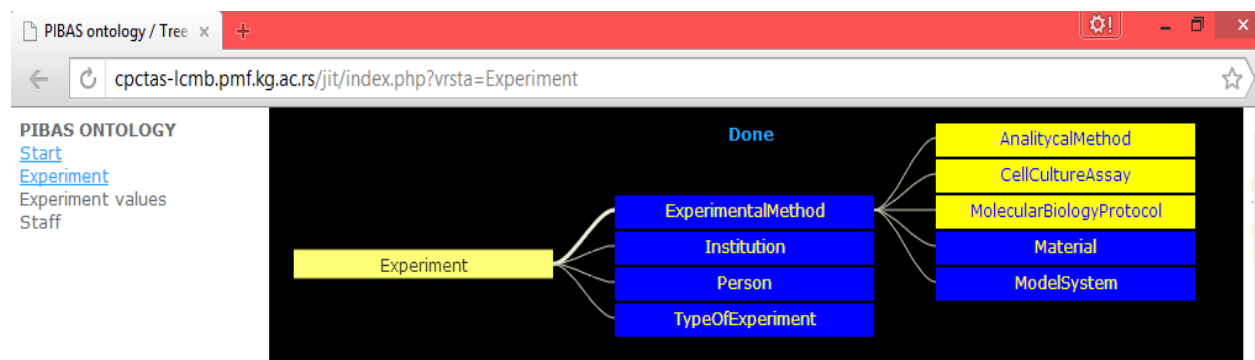 PIBAS ontology / Tree
cpctas-lcmb.pmf.kg.ac.rs/jit/index.php?vrsta=Experiment
PIBAS ONTOLOGY
Start
Experiment
Experiment values
Staff
Done
Experiment
ExperimentalMethod
Institution
Person
TypeOfExperiment
AnalitycalMethod
CellCultureAssay
MolecularBiologyProtocol
Material
ModelSystem